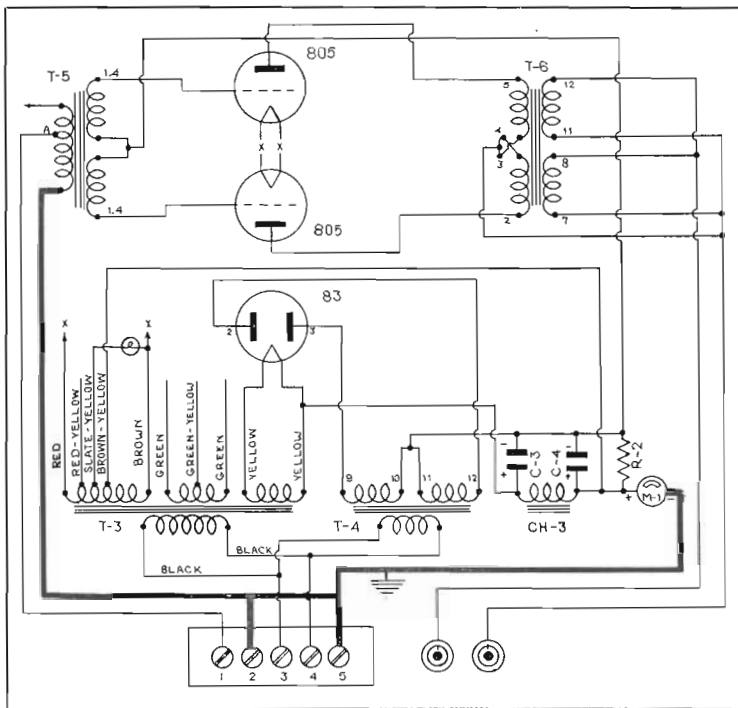 805
T-5
1.4
A
1.4
805
T-6
5
12
4
3
11
8
2
7
83
2
3
X
X
X
X
RED
RED-YELLOW
SLATE-YELLOW
BROWN-YELLOW
BROWN
GREEN
GREEN-YELLOW
GREEN
YELLOW
YELLOW
9
10
11
12
- C-3 +
- C-4 +
R-2
+ M-1 -
T-3
T-4
CH-3
BLACK
BLACK
1
2
3
4
5